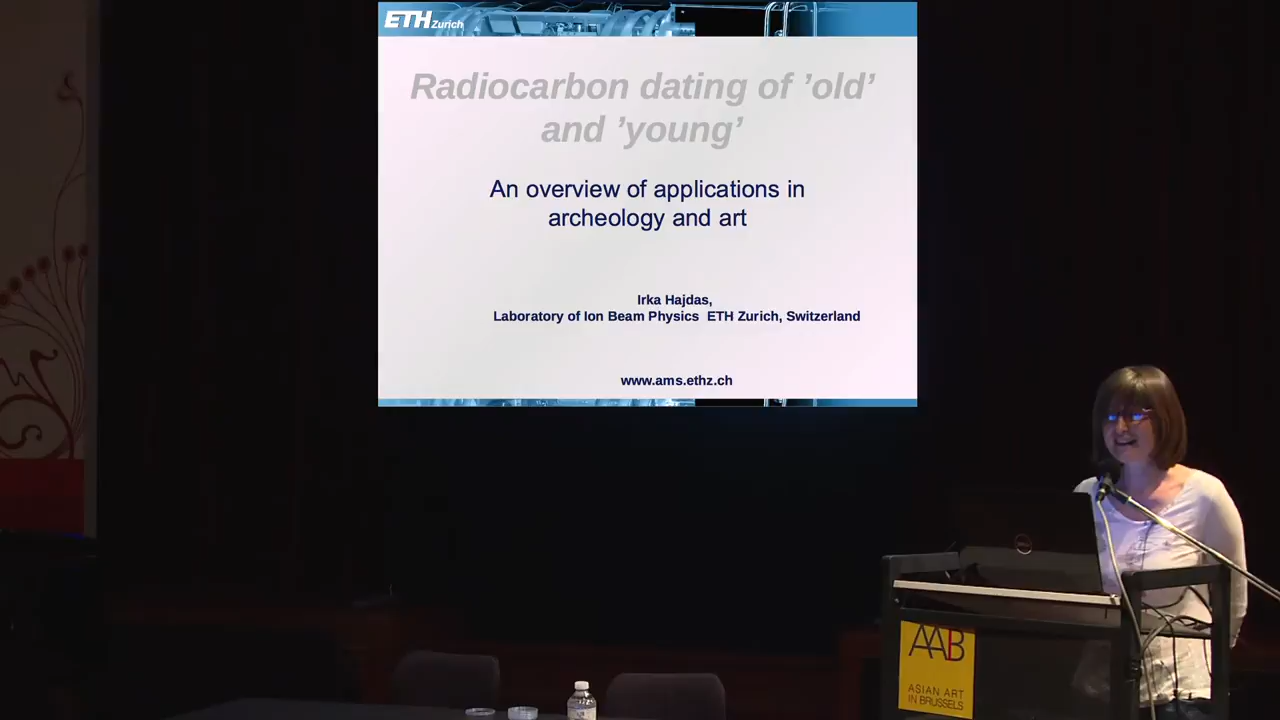 ETH Zurich
Radiocarbon dating of ’old’
and ’young’
An overview of applications in
archeology and art
Irka Hajdas,
Laboratory of Ion Beam Physics ETH Zurich, Switzerland
www.ams.ethz.ch
AAB
ASIAN ART
IN BRUSSELS